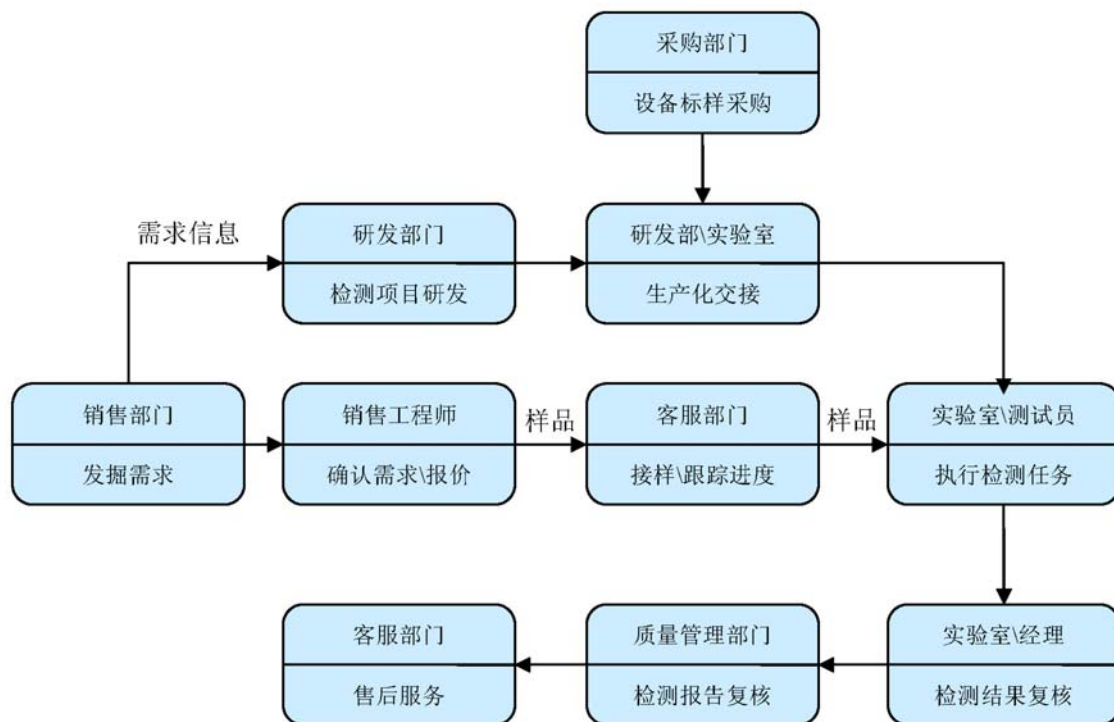 采购部门
设备标样采购
需求信息
研发部门
检测项目研发
研发部\实验室
生产化交接
销售部门
发掘需求
销售工程师
确认需求\报价
样品
客服部门
接样\跟踪进度
样品
实验室\测试员
执行检测任务
客服部门
售后服务
质量管理部门
检测报告复核
实验室\经理
检测结果复核